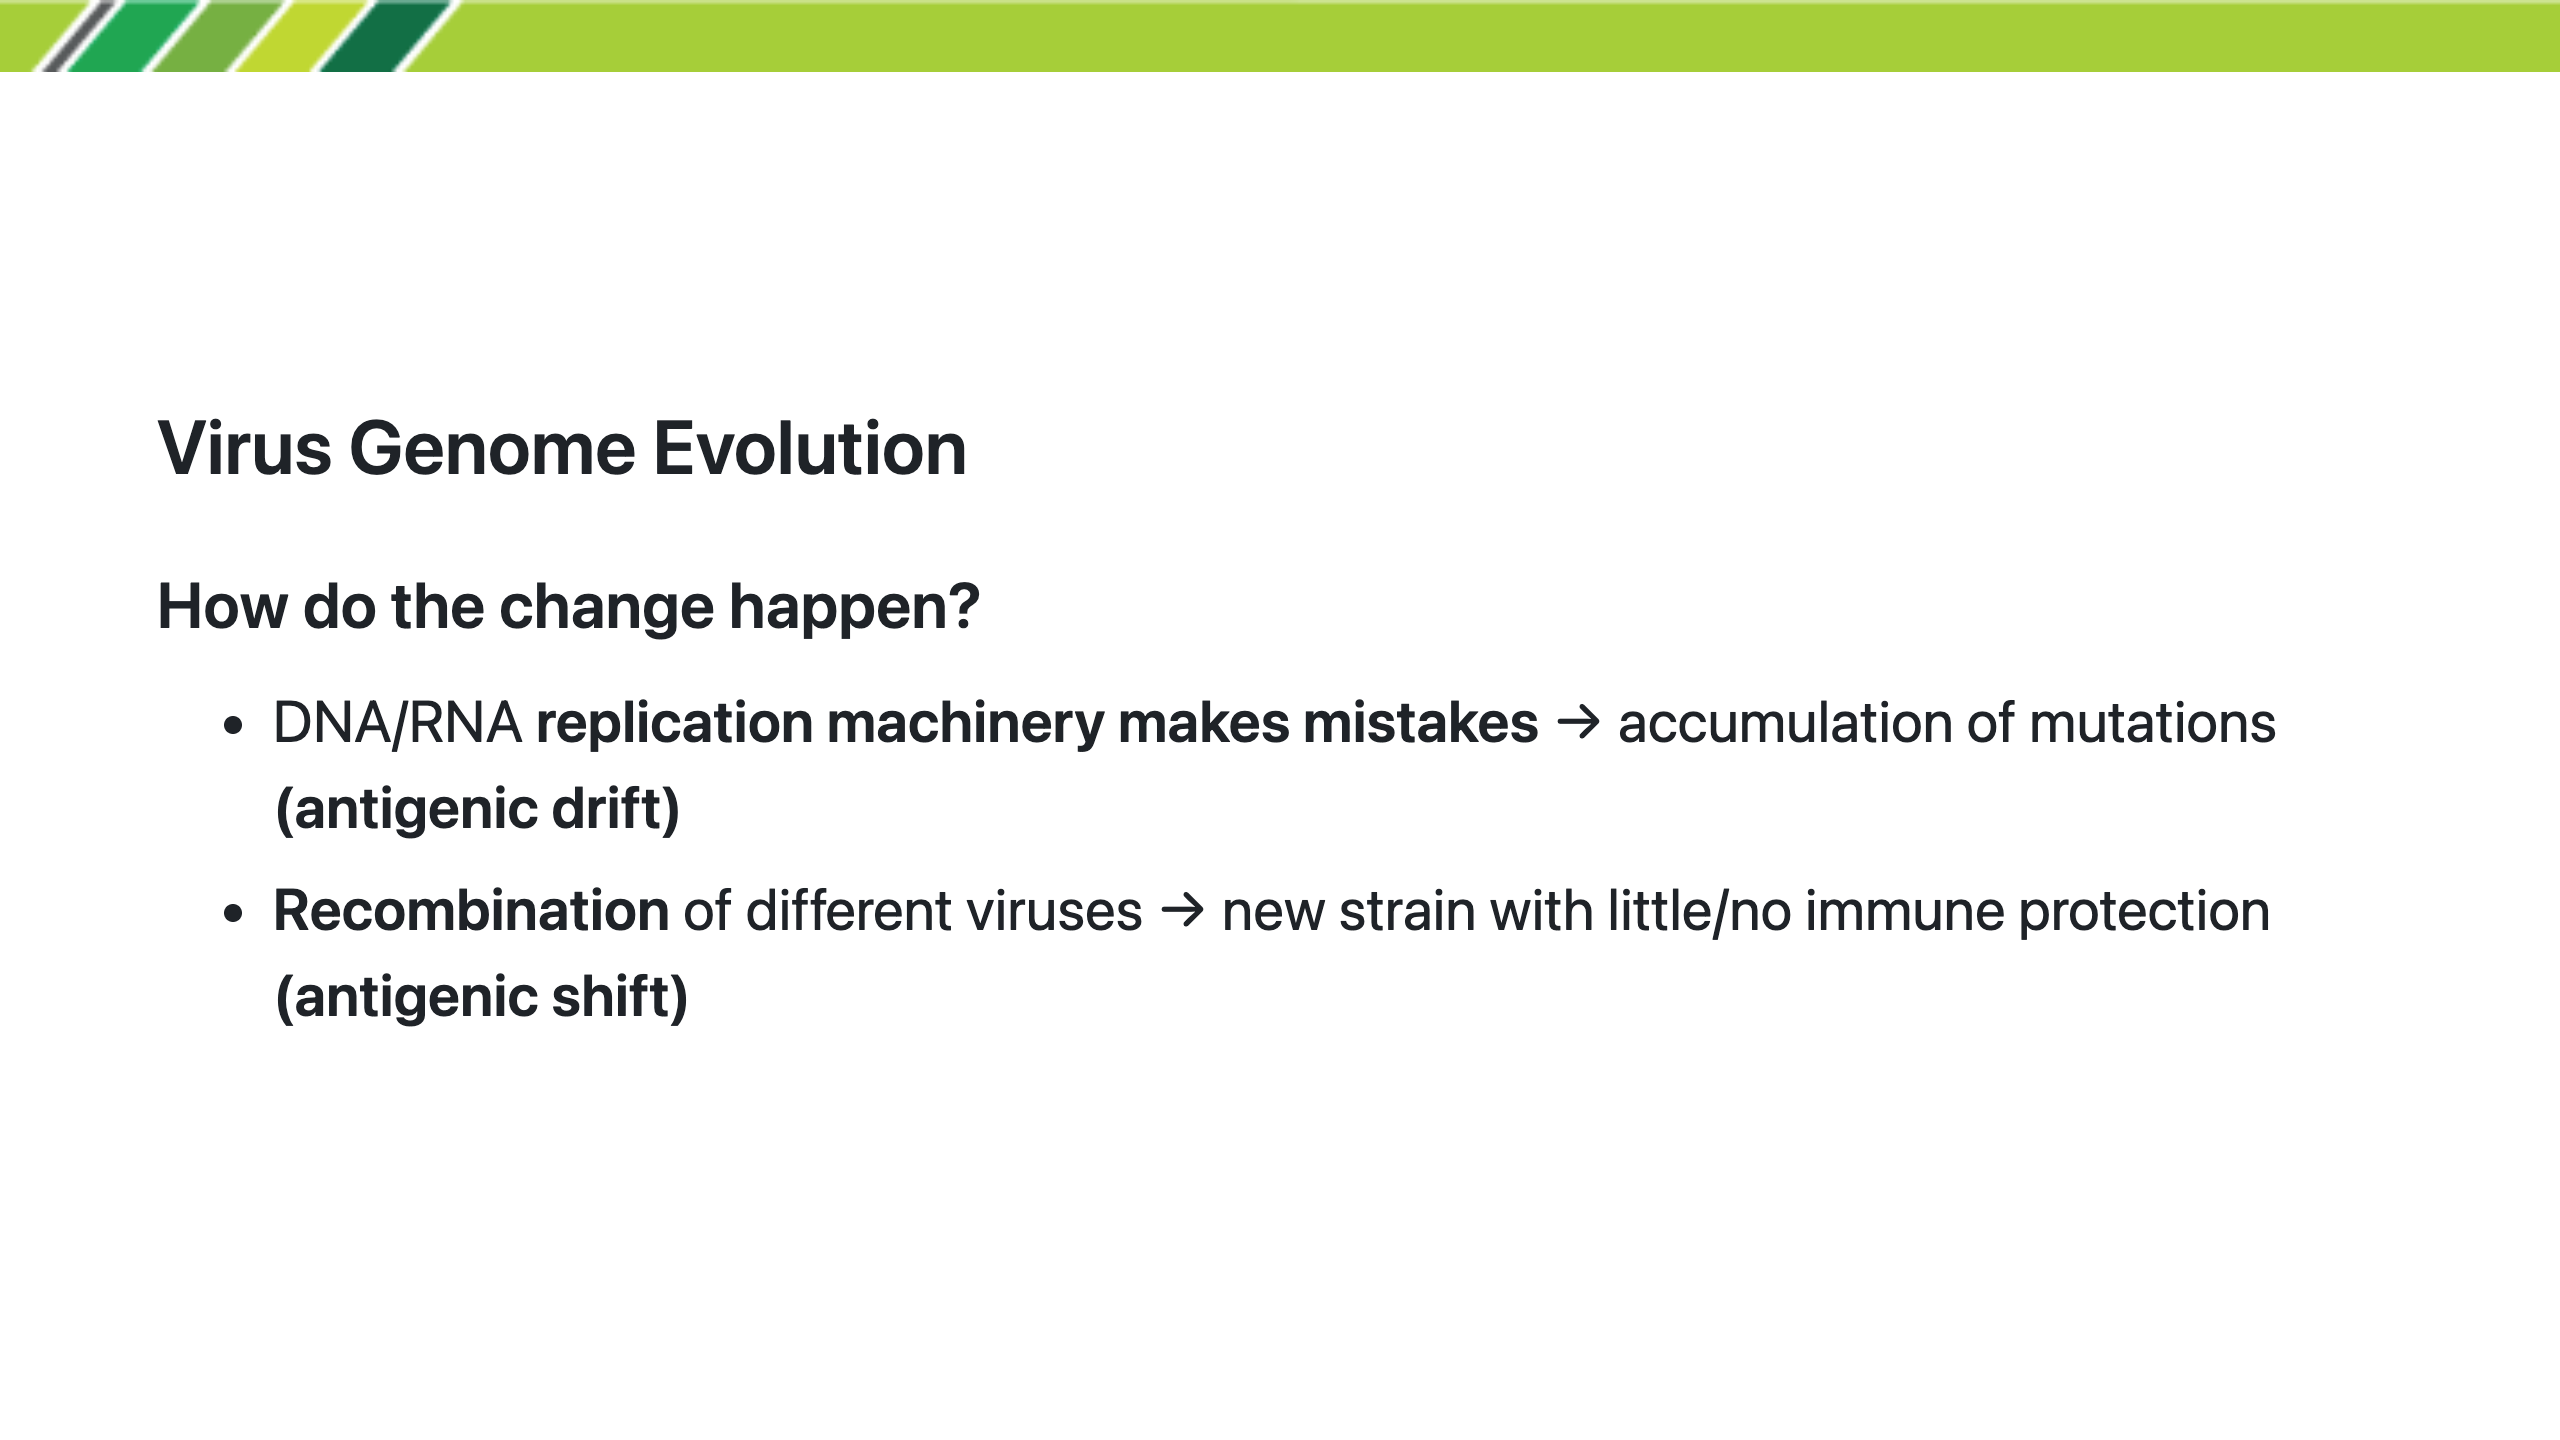 Virus Genome Evolution
How do the change happen?
• DNA/RNA replication machinery makes mistakes → accumulation of mutations
(antigenic drift)
• Recombination of different viruses → new strain with little/no immune protection
(antigenic shift)